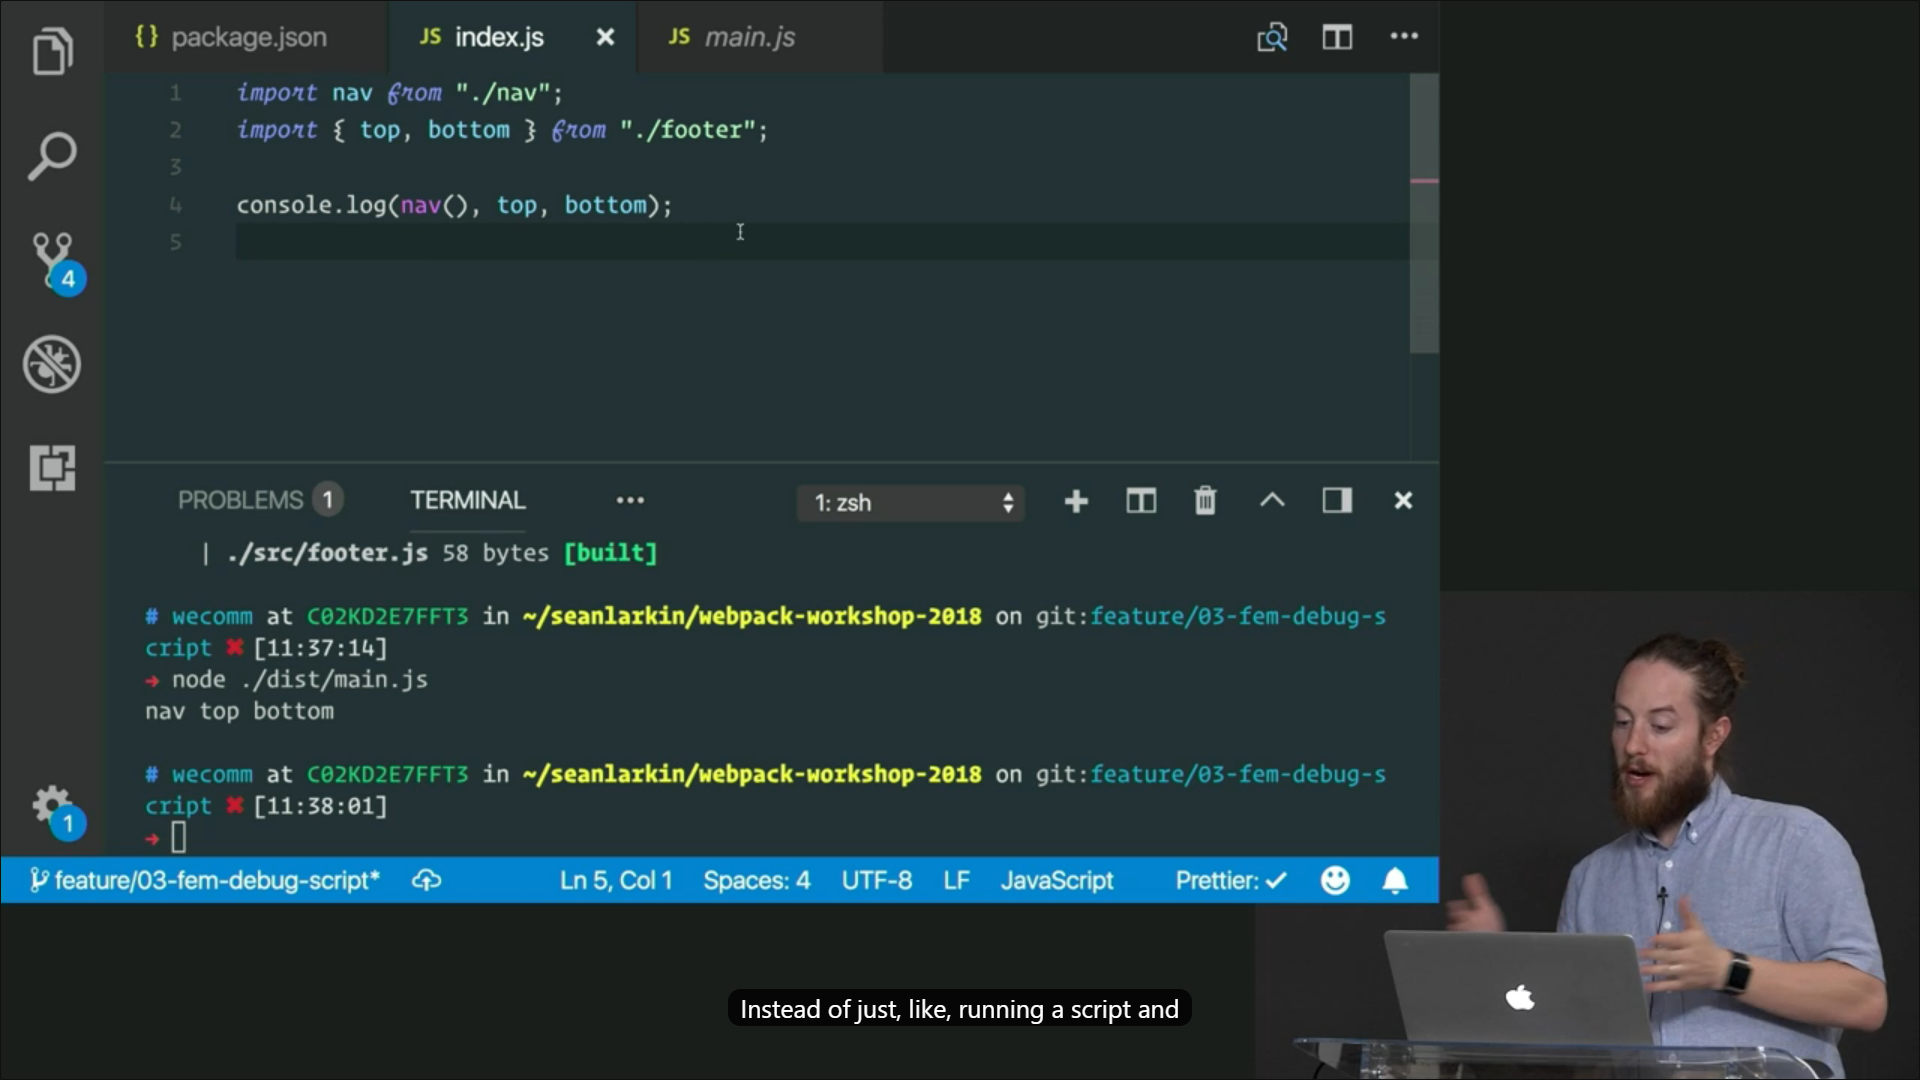 {} package.json
JS index.js
JS main.js
1 import nav from "./nav";
2 import { top, bottom } from "./footer";
3
4 console.log(nav(), top, bottom);
5
4
PROBLEMS 1 TERMINAL
1: zsh
| ./src/footer.js 58 bytes [built]
# wecomm at C02KD2E7FFT3 in ~/seanlarkin/webpack-workshop-2018 on git:feature/03-fem-debug-s
cript ✖ [11:37:14]
→ node ./dist/main.js
nav top bottom
# wecomm at C02KD2E7FFT3 in ~/seanlarkin/webpack-workshop-2018 on git:feature/03-fem-debug-s
cript ✖ [11:38:01]
→
1
feature/03-fem-debug-script* Ln 5, Col 1 Spaces: 4 UTF-8 LF JavaScript Prettier: ✓
Instead of just, like, running a script and